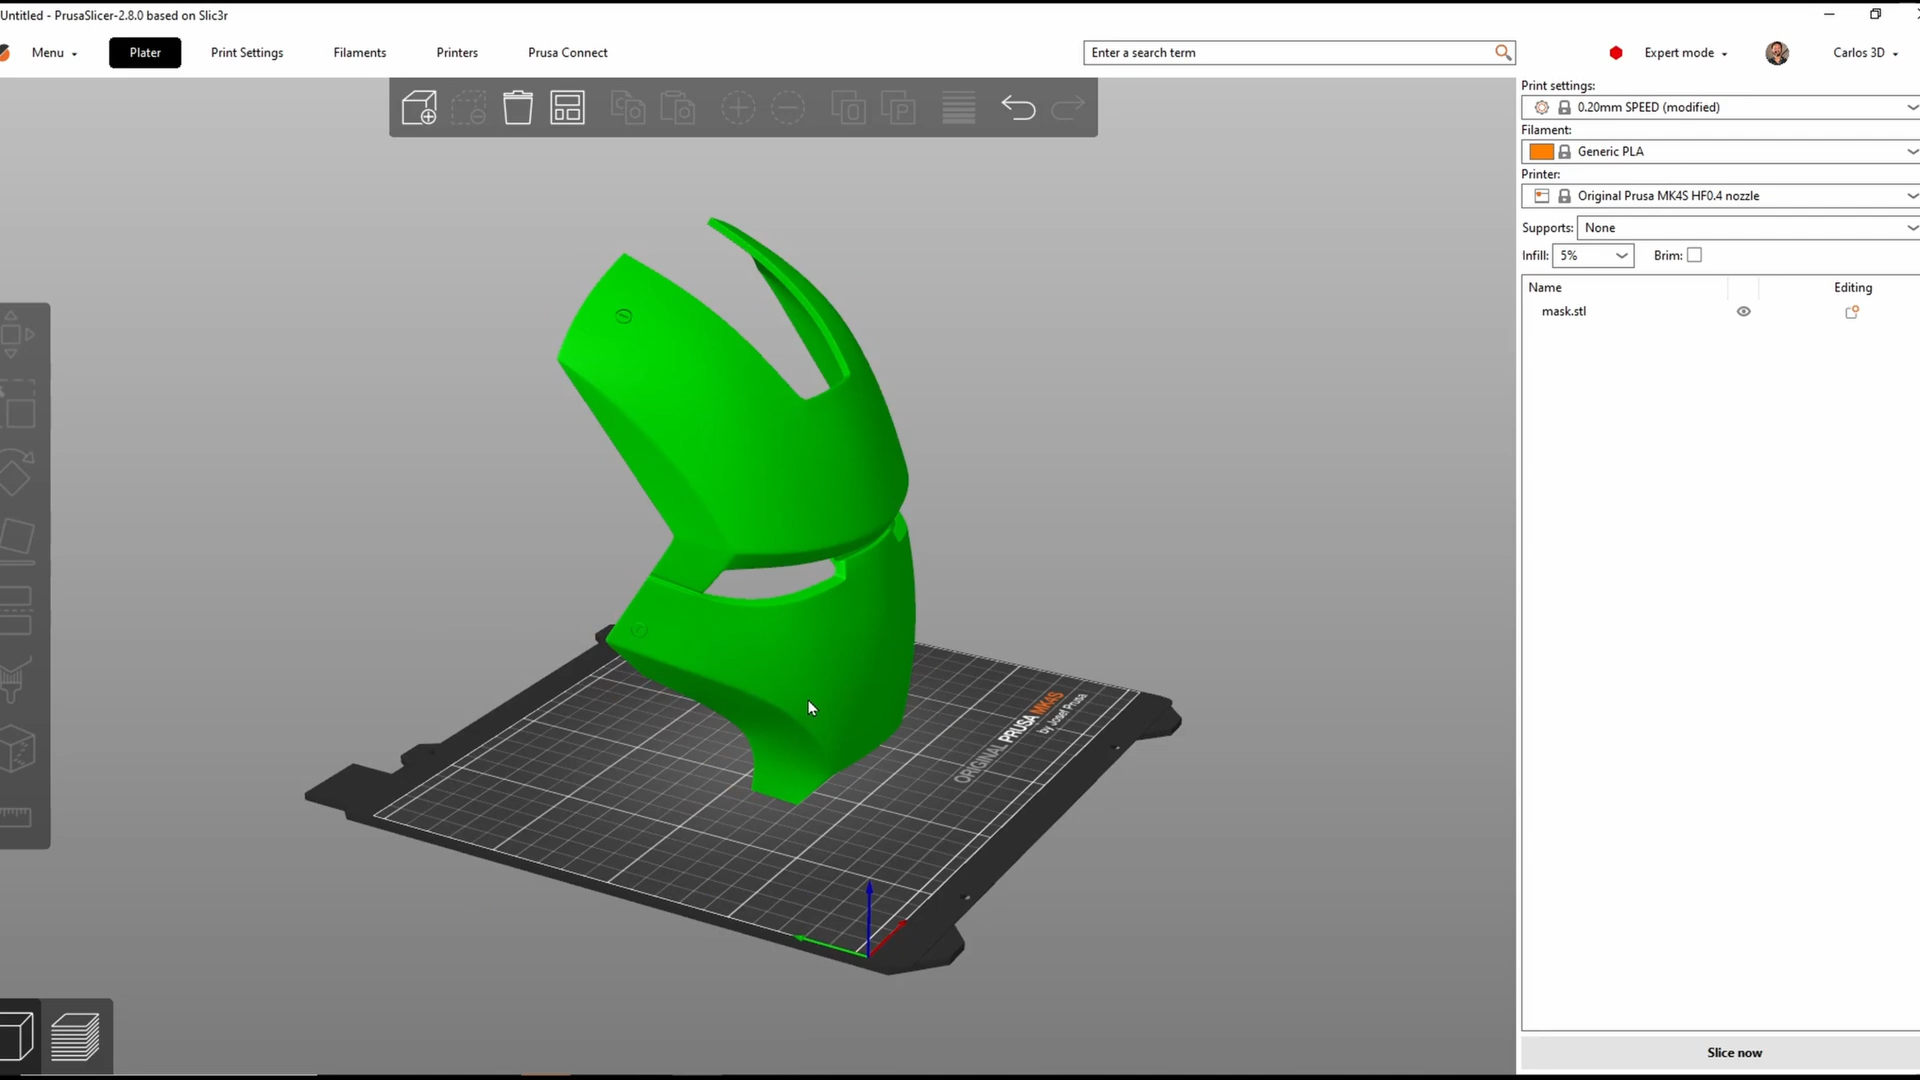 Untitled - PrusaSlicer-2.8.0 based on Slic3r
Menu
Plater
Print Settings
Filaments
Printers
Prusa Connect
Enter a search term
Expert mode
Carlos 3D
Print settings:
0.20mm SPEED (modified)
Filament:
Generic PLA
Printer:
Original Prusa MK4S HF0.4 nozzle
Supports: None
Infill: 5% Brim:
Name Editing
mask.stl
ORIGINAL PRUSA MK4S
by Josef Prusa
Slice now